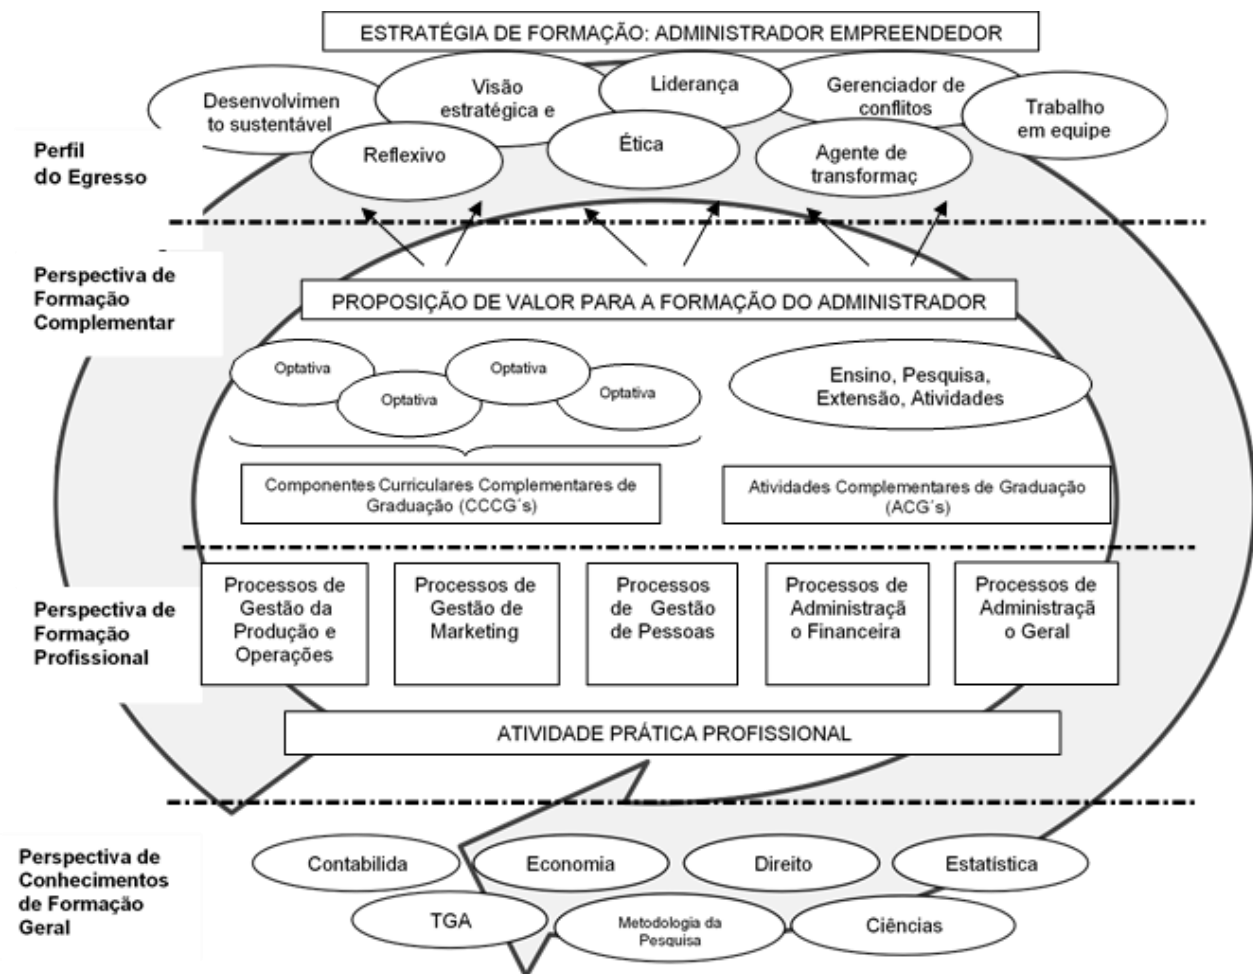 ESTRATÉGIA DE FORMAÇÃO: ADMINISTRADOR EMPREENDEDOR
Desenvolvimen
to sustentável
Visão
estratégica e
Liderança
Gerenciador de
conflitos
Trabalho
em equipe
Reflexivo
Ética
Agente de
transformaç
Perfil
do Egresso
Perspectiva de
Formação
Complementar
PROPOSIÇÃO DE VALOR PARA A FORMAÇÃO DO ADMINISTRADOR
Optativa
Optativa
Optativa
Optativa
Ensino, Pesquisa,
Extensão, Atividades
Componentes Curriculares Complementares de
Graduação (CCCG´s)
Atividades Complementares de Graduação
(ACG´s)
Perspectiva de
Formação
Profissional
Processos de
Gestão da
Produção e
Operações
Processos de
Gestão de
Marketing
Processos
de Gestão
de Pessoas
Processos de
Administraçã
o Financeira
Processos de
Administraçã
o Geral
ATIVIDADE PRÁTICA PROFISSIONAL
Perspectiva de
Conhecimentos
de Formação
Geral
Contabilida
Economia
Direito
Estatística
TGA
Metodologia da
Pesquisa
Ciências